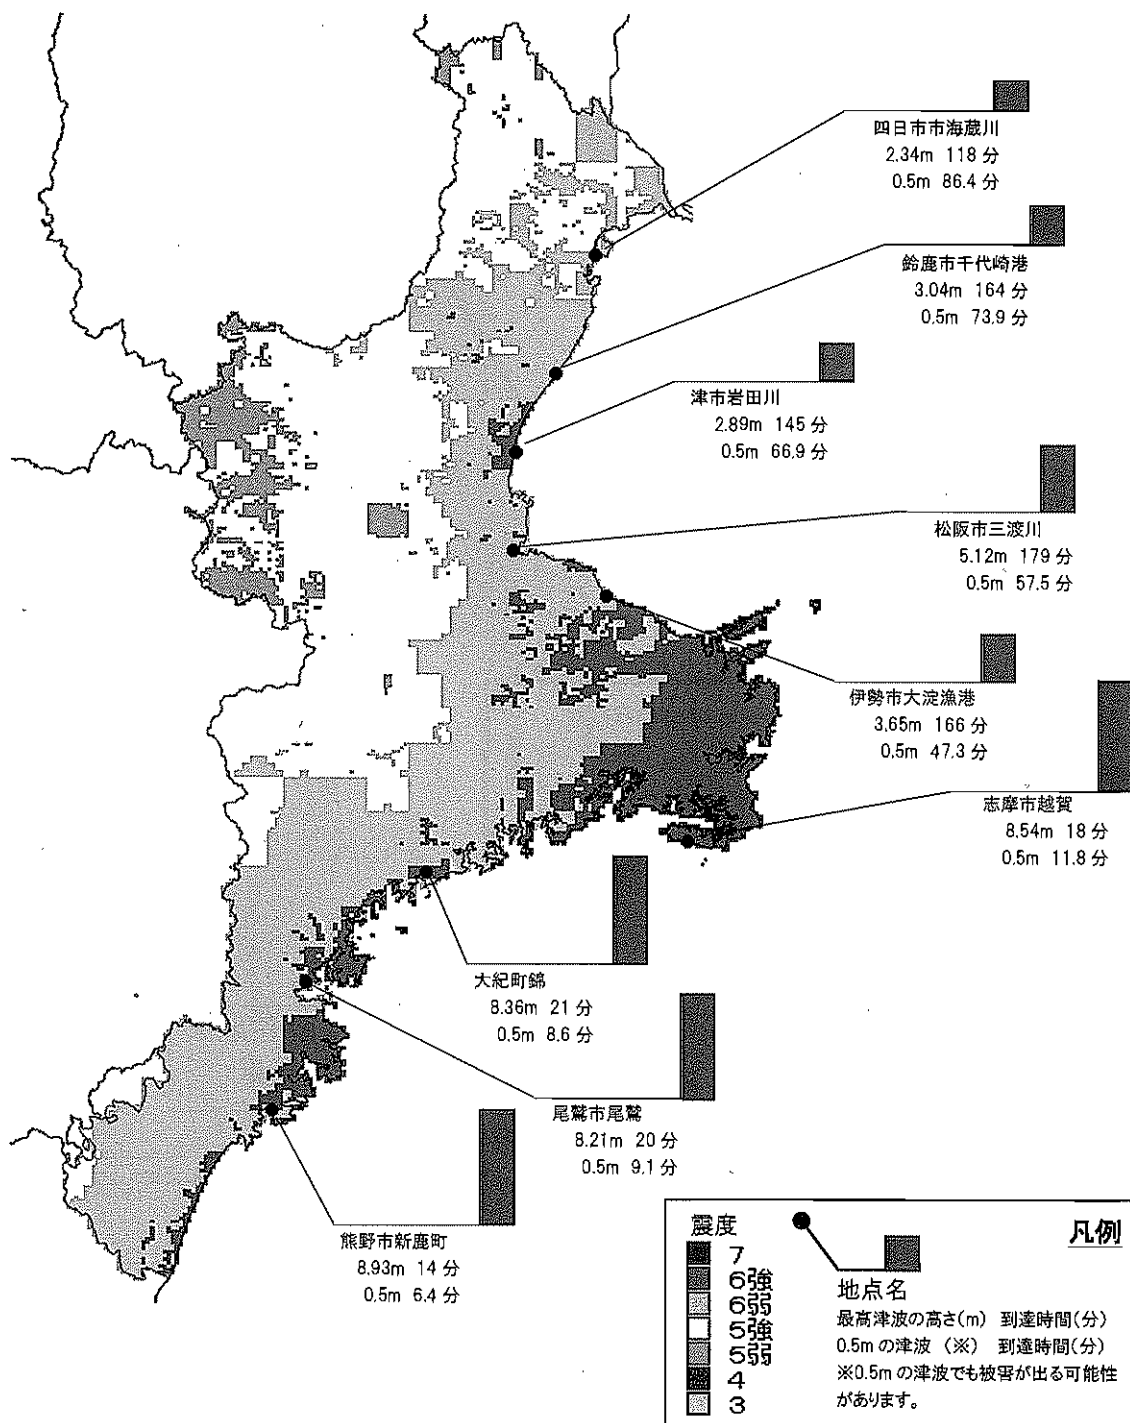 四日市市海蔵川
2.34m 118 分
0.5m 86.4 分
鈴鹿市千代崎港
3.04m 164 分
0.5m 73.9 分
津市岩田川
2.89m 145 分
0.5m 66.9 分
松阪市三渡川
5.12m 179 分
0.5m 57.5 分
伊勢市大淀漁港
3.65m 166 分
0.5m 47.3 分
志摩市越賀
8.54m 18 分
0.5m 11.8 分
大紀町錦
8.36m 21 分
0.5m 8.6 分
尾鷲市尾鷲
8.21m 20 分
0.5m 9.1 分
熊野市新鹿町
8.93m 14 分
0.5m 6.4 分
凡例
震度
7
6強
6弱
5強
5弱
4
3
地点名
最高津波の高さ(m) 到達時間(分)
0.5mの津波 (※) 到達時間(分)
※0.5mの津波でも被害が出る可能性
があります。